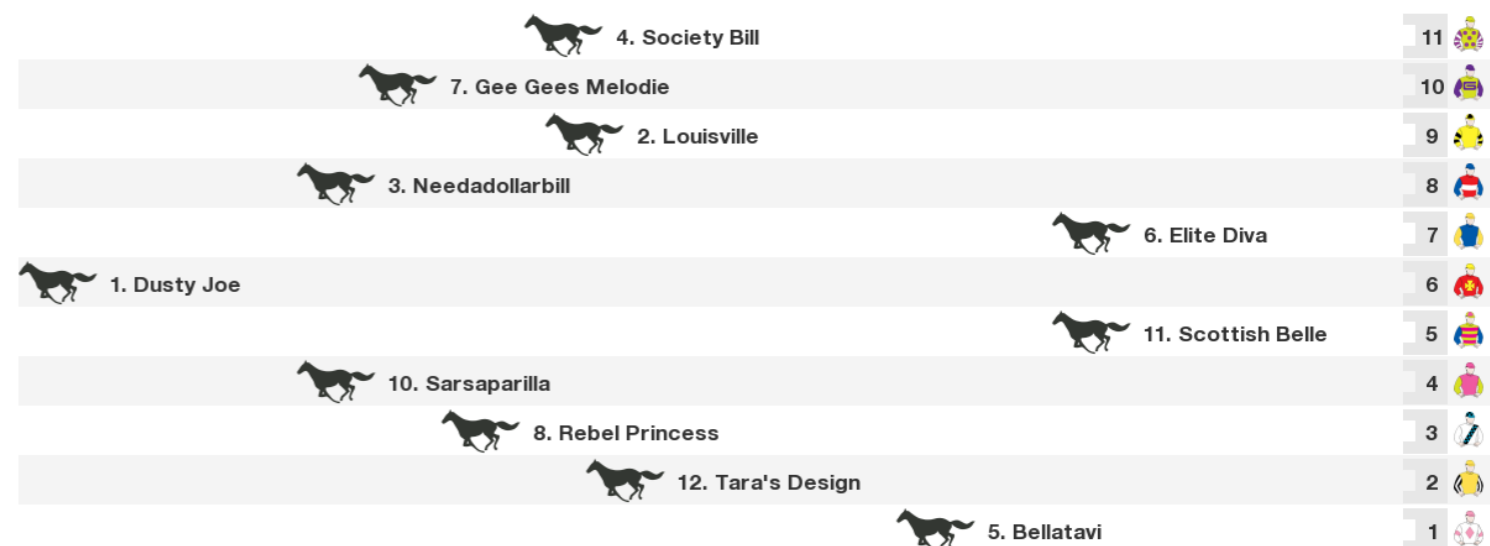 4. Society Bill 11
7. Gee Gees Melodie 10
2. Louisville 9
3. Needadollarbill 8
6. Elite Diva 7
1. Dusty Joe 6
11. Scottish Belle 5
10. Sarsaparilla 4
8. Rebel Princess 3
12. Tara's Design 2
5. Bellatavi 1